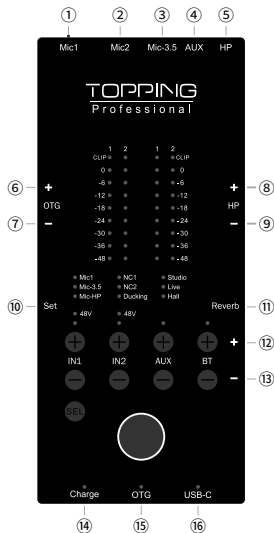 ① ② ③ ④ ⑤
Mic1 Mic2 Mic-3.5 AUX HP
TOPPING
Professional
1 2 1 2
CLIP CLIP
0 0
-6 -6
-12 -12
-18 -18
-24 -24
-30 -30
-36 -36
-48 -48
⑥ + + ⑧
OTG HP
⑦ - - ⑨
Mic1 NC1 Studio
Mic-3.5 NC2 Live
Mic-HP Ducking Hall
⑩ Set Reverb ⑪
48V 48V
+ + + + + ⑫
IN1 IN2 AUX BT
- - - - - ⑬
SEL
Charge OTG USB-C
⑭ ⑮ ⑯